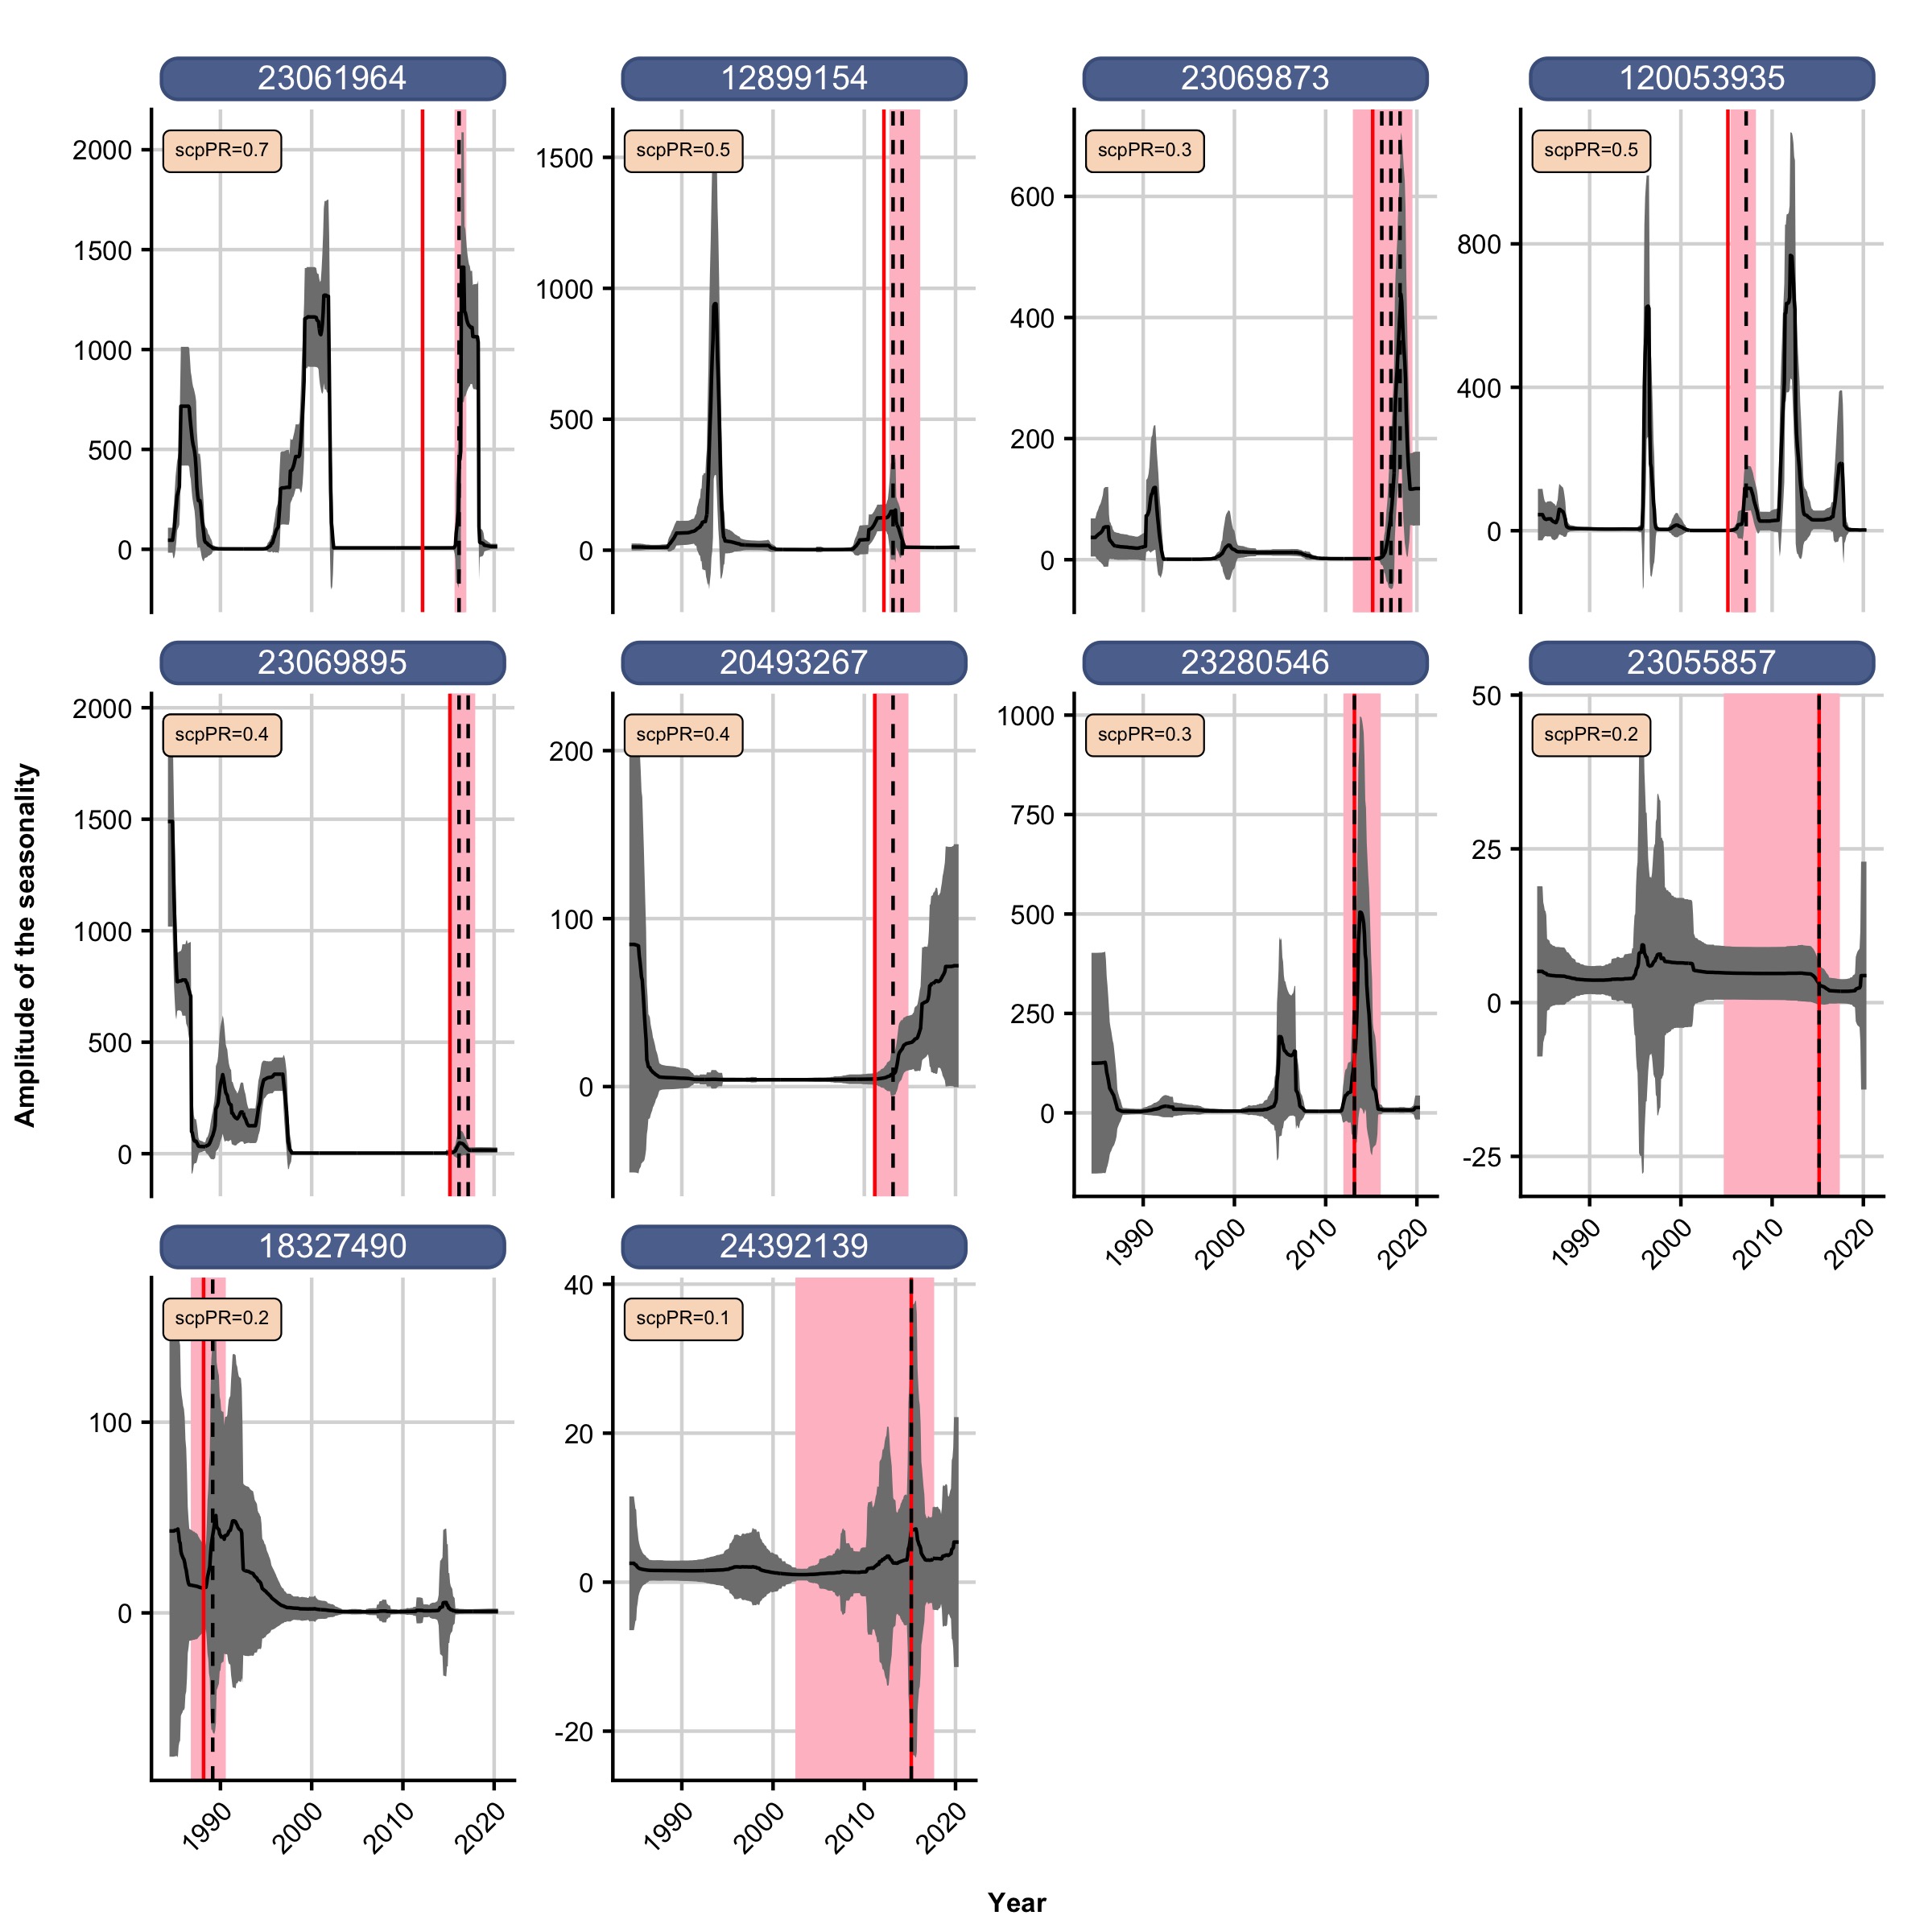 23061964 12899154 23069873 120053935
scpPR=0.7 scpPR=0.5 scpPR=0.3 scpPR=0.5
2000 1500 1000 500 0
1500 1000 500 0
600 400 200 0
800 400 0
23069895 20493267 23280546 23055857
scpPR=0.4 scpPR=0.4 scpPR=0.3 scpPR=0.2
2000 1500 1000 500 0
200 100 0
1000 750 500 250 0
50 25 0 -25
1990 2000 2010 2020
1990 2000 2010 2020
18327490 24392139
scpPR=0.2 scpPR=0.1
100 0
40 20 0 -20
1990 2000 2010 2020
1990 2000 2010 2020
Amplitude of the seasonality
Year